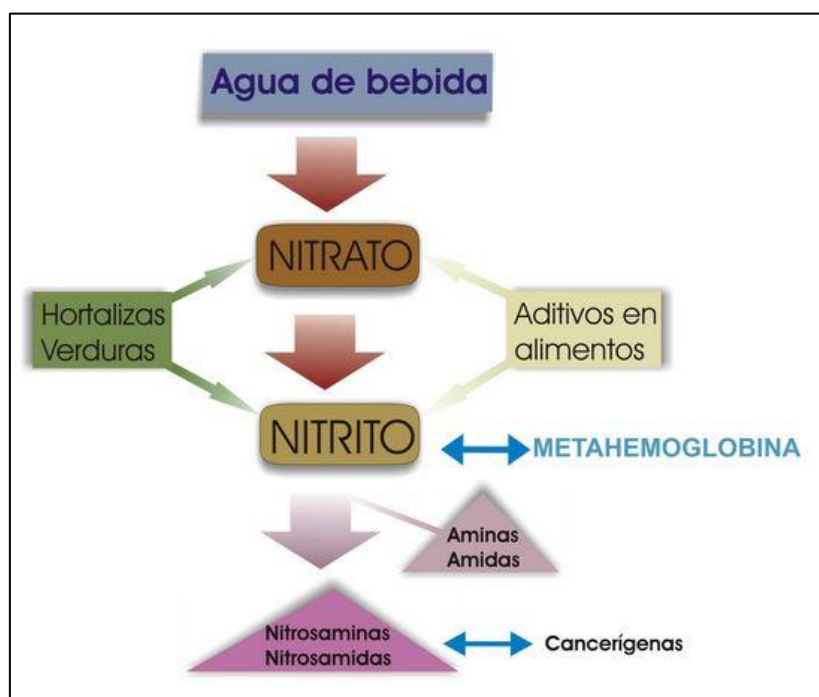 Agua de bebida
NITRATO
Hortalizas
Verduras
Aditivos en
alimentos
NITRITO
METAHEMOGLOBINA
Aminas
Amidas
Nitrosaminas
Nitrosamidas
Cancerígenas